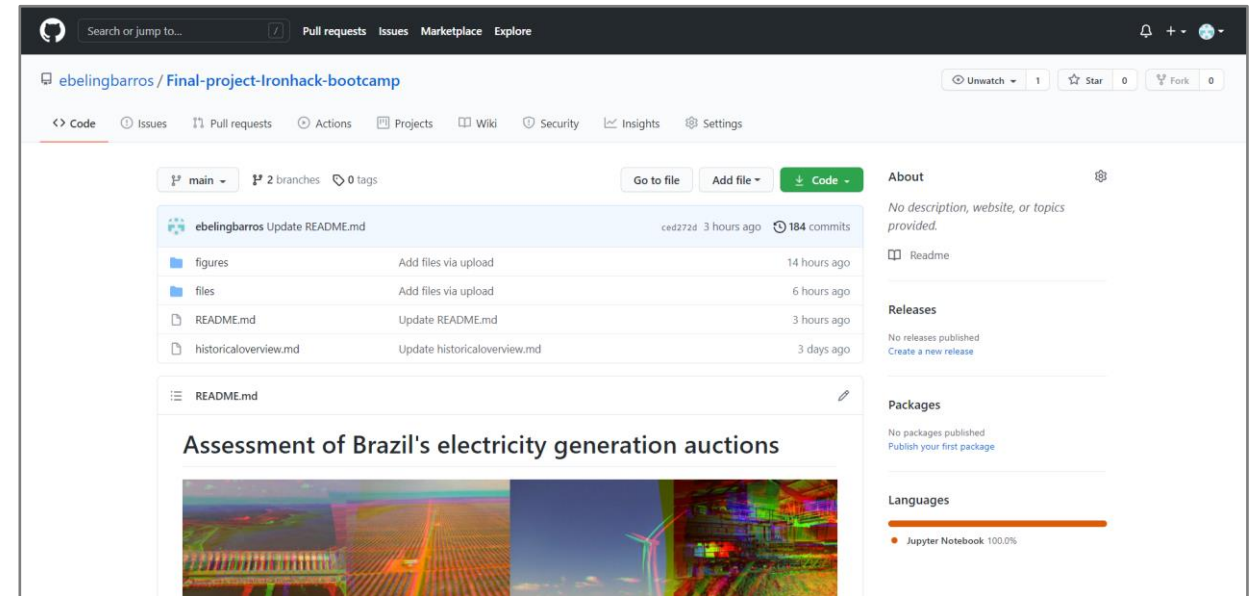 Search or jump to... / Pull requests Issues Marketplace Explore
ebelingbarros / Final-project-Ironhack-bootcamp Unwatch 1 Star 0 Fork 0
<> Code Issues Pull requests Actions Projects Wiki Security Insights Settings
main 2 branches 0 tags Go to file Add file Code
ebelingbarros Update README.md ced272d 3 hours ago 184 commits
figures Add files via upload 14 hours ago
files Add files via upload 6 hours ago
README.md Update README.md 3 hours ago
historicaloverview.md Update historicaloverview.md 3 days ago
README.md
Assessment of Brazil's electricity generation auctions
About
No description, website, or topics
provided.
Readme
Releases
No releases published
Create a new release
Packages
No packages published
Publish your first package
Languages
Jupyter Notebook 100.0%